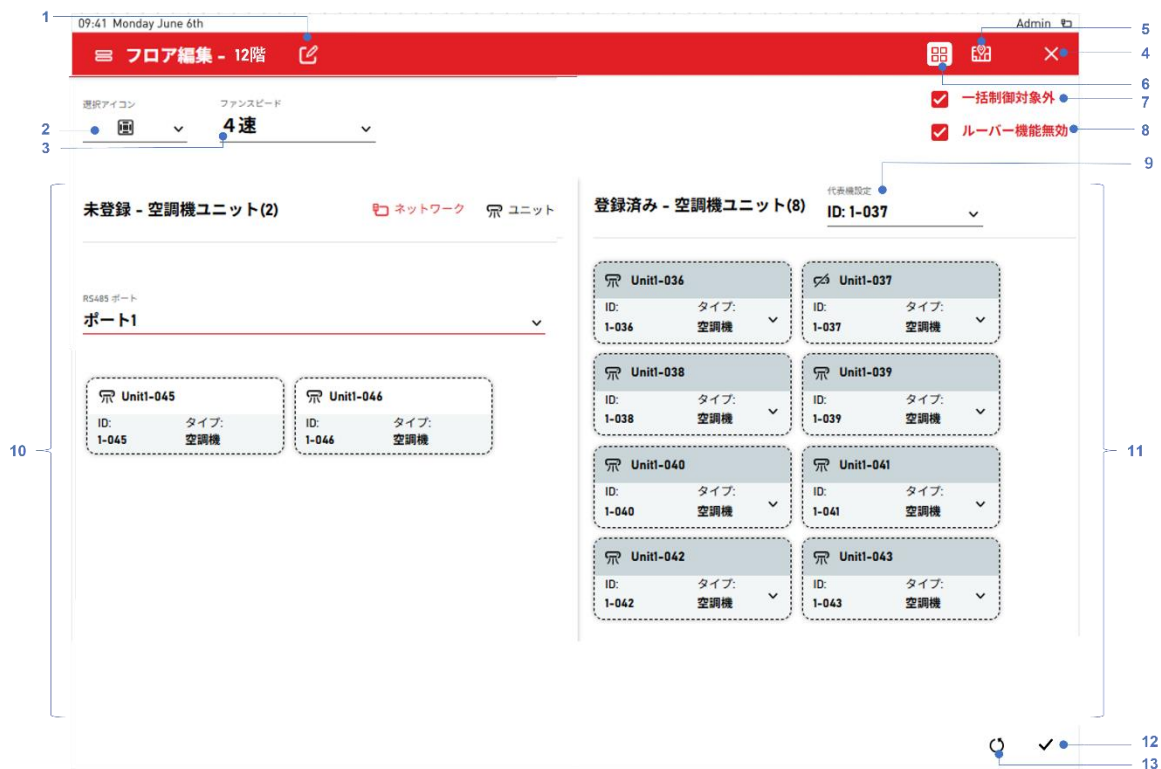 1
09:41 Monday June 6th
Admin
フロア編集 - 12階
5
4
6
選択アイコン
ファンスピード
一括制御対象外
7
2
4速
ルーバー機能無効
8
3
9
未登録 - 空調機ユニット(2)
ネットワーク
ユニット
登録済み - 空調機ユニット(8)
代表機設定
ID: 1-037
RS485 ポート
ポート1
Unit1-045
ID:
タイプ:
1-045
空調機
Unit1-046
ID:
タイプ:
1-046
空調機
10
Unit1-036
ID:
タイプ:
1-036
空調機
Unit1-037
ID:
タイプ:
1-037
空調機
Unit1-038
ID:
タイプ:
1-038
空調機
Unit1-039
ID:
タイプ:
1-039
空調機
Unit1-040
ID:
タイプ:
1-040
空調機
Unit1-041
ID:
タイプ:
1-041
空調機
Unit1-042
ID:
タイプ:
1-042
空調機
Unit1-043
ID:
タイプ:
1-043
空調機
11
12
13